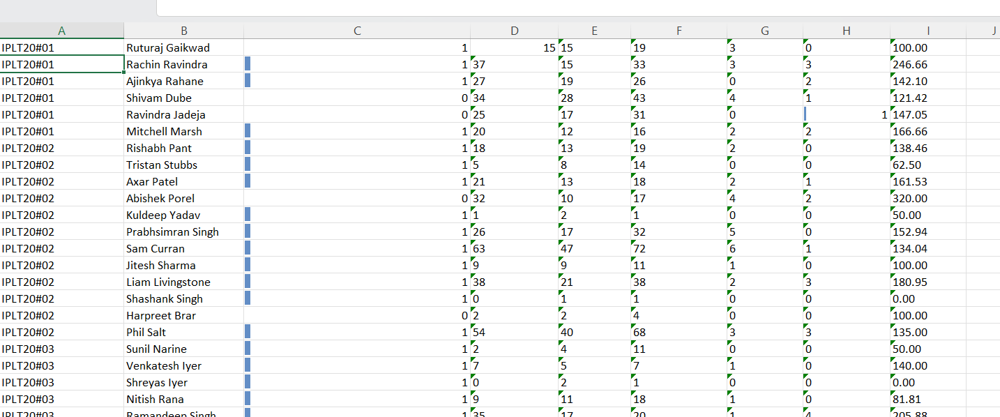 A B C D E F G H I J
IPLT20#01 Ruturaj Gaikwad 1 15 15 19 3 0 100.00
IPLT20#01 Rachin Ravindra 1 37 15 33 3 3 246.66
IPLT20#01 Ajinkya Rahane 1 27 19 26 0 2 142.10
IPLT20#01 Shivam Dube 0 34 28 43 4 1 121.42
IPLT20#01 Ravindra Jadeja 0 25 17 31 0 1 147.05
IPLT20#01 Mitchell Marsh 1 20 12 16 2 2 166.66
IPLT20#02 Rishabh Pant 1 18 13 19 2 0 138.46
IPLT20#02 Tristan Stubbs 1 5 8 14 0 0 62.50
IPLT20#02 Axar Patel 1 21 13 18 2 1 161.53
IPLT20#02 Abishek Porel 0 32 10 17 4 2 320.00
IPLT20#02 Kuldeep Yadav 1 1 2 1 0 0 50.00
IPLT20#02 Prabhsimran Singh 1 26 17 32 5 0 152.94
IPLT20#02 Sam Curran 1 63 47 72 6 1 134.04
IPLT20#02 Jitesh Sharma 1 9 9 11 1 0 100.00
IPLT20#02 Liam Livingstone 1 38 21 38 2 3 180.95
IPLT20#02 Shashank Singh 1 0 1 1 0 0 0.00
IPLT20#02 Harpreet Brar 0 2 2 4 0 0 100.00
IPLT20#02 Phil Salt 1 54 40 68 3 3 135.00
IPLT20#03 Sunil Narine 1 2 4 11 0 0 50.00
IPLT20#03 Venkatesh Iyer 1 7 5 7 1 0 140.00
IPLT20#03 Shreyas Iyer 1 0 2 1 0 0 0.00
IPLT20#03 Nitish Rana 1 9 11 18 1 0 81.81
IPLT20#03 Ramandeep Singh 1 35 17 20 1 4 205.88